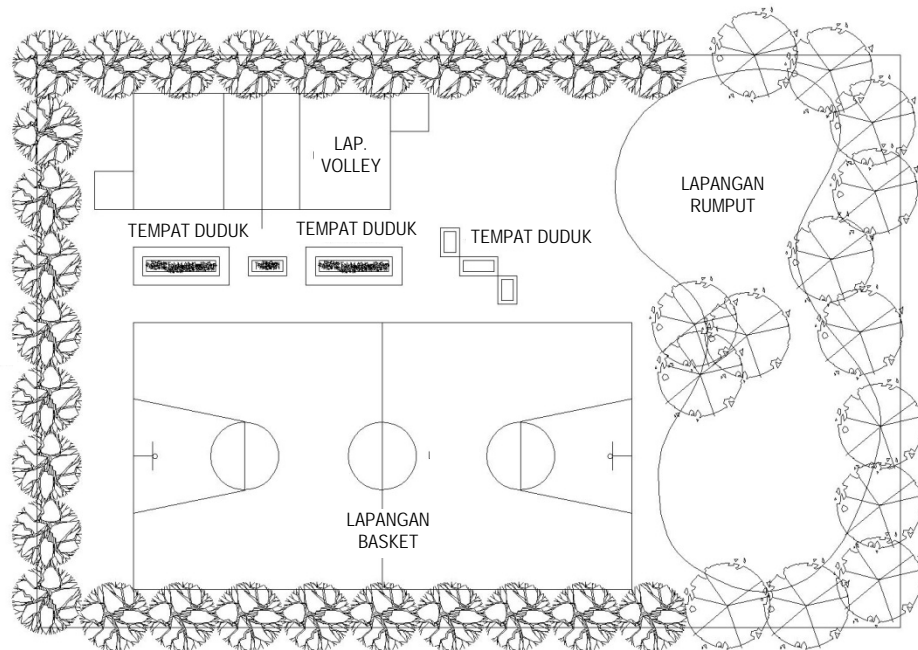 LAP.
VOLLEY
LAPANGAN
RUMPUT
TEMPAT DUDUK
TEMPAT DUDUK
TEMPAT DUDUK
LAPANGAN
BASKET